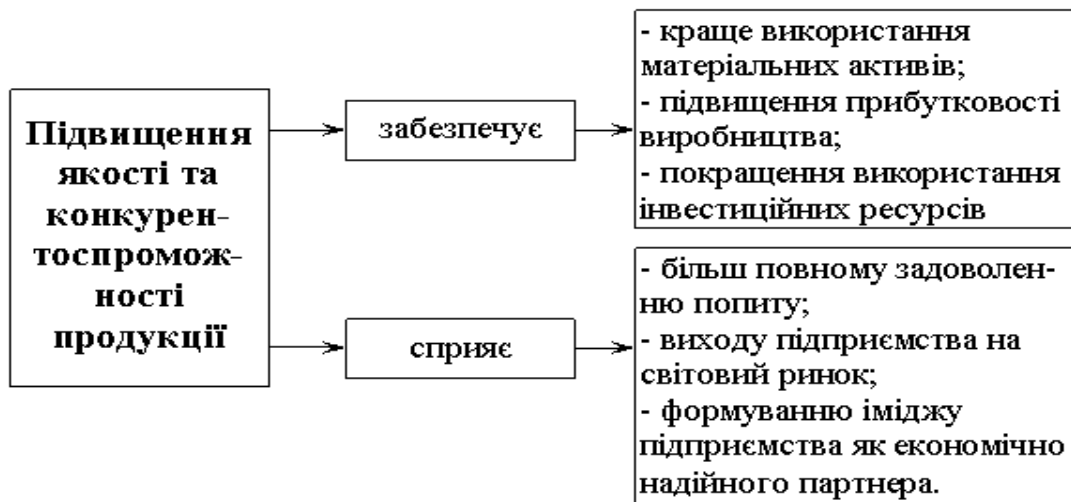 Підвищення
якості та
конкурен-
тоспромож-
ності
продукції
забезпечує
- краще використання
матеріальних активів;
- підвищення прибутковості
виробництва;
- покращення використання
інвестиційних ресурсів
сприяє
- більш повному задоволен-
ню попиту;
- виходу підприємства на
світовий ринок;
- формуванню іміджу
підприємства як економічно
надійного партнера.